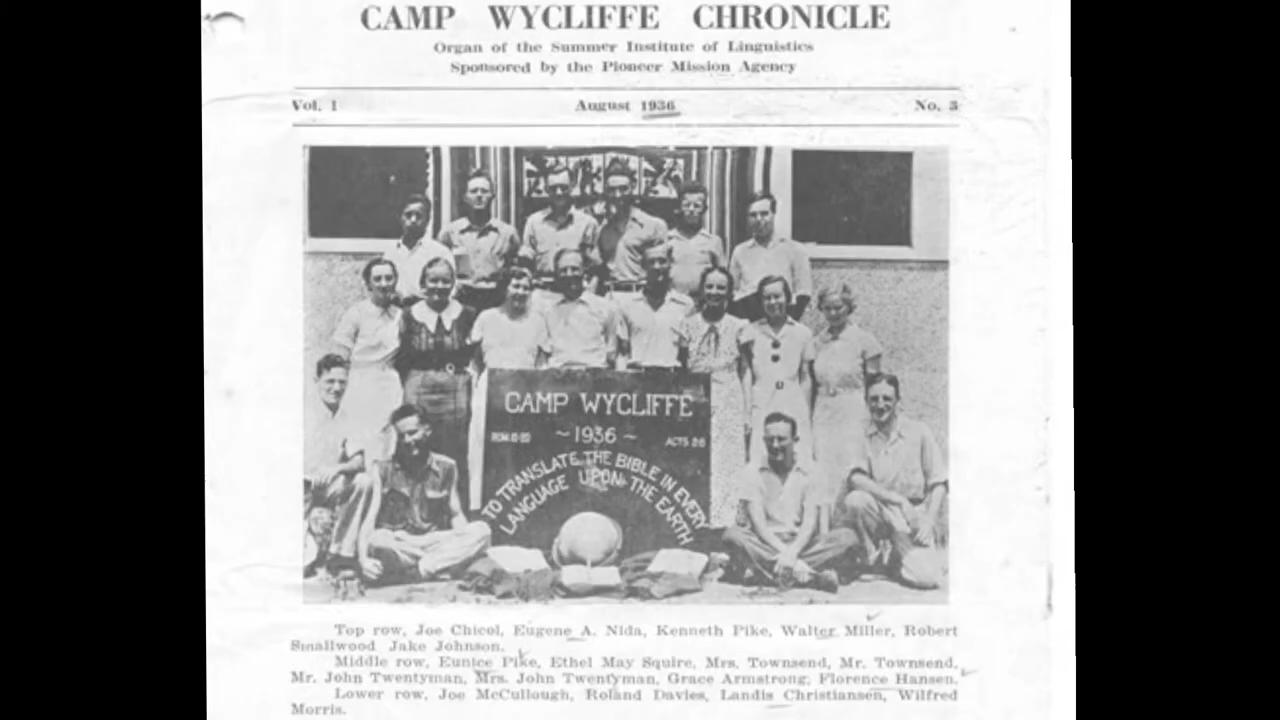 CAMP WYCLIFFE CHRONICLE
Organ of the Summer Institute of Linguistics
Sponsored by the Pioneer Mission Agency
Vol. 1 August 1936 No. 3
CAMP WYCLIFFE
~ 1936 ~
ACTS 2:8
TO TRANSLATE THE BIBLE IN EVERY
LANGUAGE UPON THE EARTH
Top row, Joe Chicol, Eugene A. Nida, Kenneth Pike, Walter Miller, Robert
Smallwood Jake Johnson.
Middle row, Eunice Pike, Ethel May Squire, Mrs. Townsend, Mr. Townsend,
Mr. John Twentyman, Mrs. John Twentyman, Grace Armstrong, Florence Hansen.
Lower row, Joe McCullough, Roland Davies, Landis Christiansen, Wilfred
Morris.